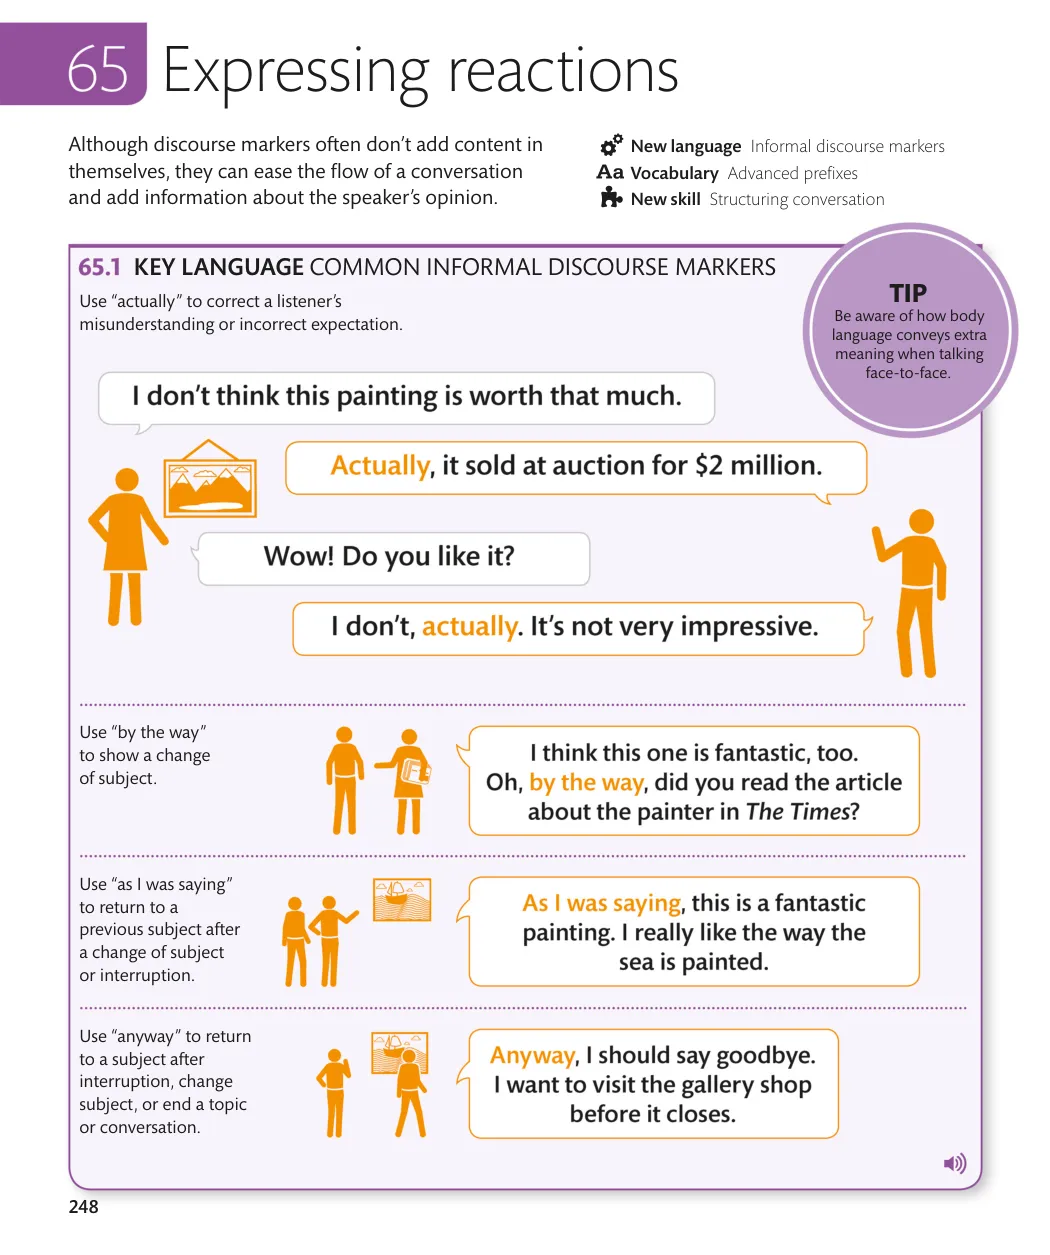 65 Expressing reactions
Although discourse markers often don’t add content in
themselves, they can ease the flow of a conversation
and add information about the speaker’s opinion.
New language Informal discourse markers
Aa Vocabulary Advanced prefixes
New skill Structuring conversation
65.1 KEY LANGUAGE COMMON INFORMAL DISCOURSE MARKERS
Use “actually” to correct a listener’s
misunderstanding or incorrect expectation.
TIP
Be aware of how body
language conveys extra
meaning when talking
face-to-face.
I don’t think this painting is worth that much.
Actually, it sold at auction for $2 million.
Wow! Do you like it?
I don’t, actually. It’s not very impressive.
Use “by the way”
to show a change
of subject.
I think this one is fantastic, too.
Oh, by the way, did you read the article
about the painter in The Times?
Use “as I was saying”
to return to a
previous subject after
a change of subject
or interruption.
As I was saying, this is a fantastic
painting. I really like the way the
sea is painted.
Use “anyway” to return
to a subject after
interruption, change
subject, or end a topic
or conversation.
Anyway, I should say goodbye.
I want to visit the gallery shop
before it closes.
248